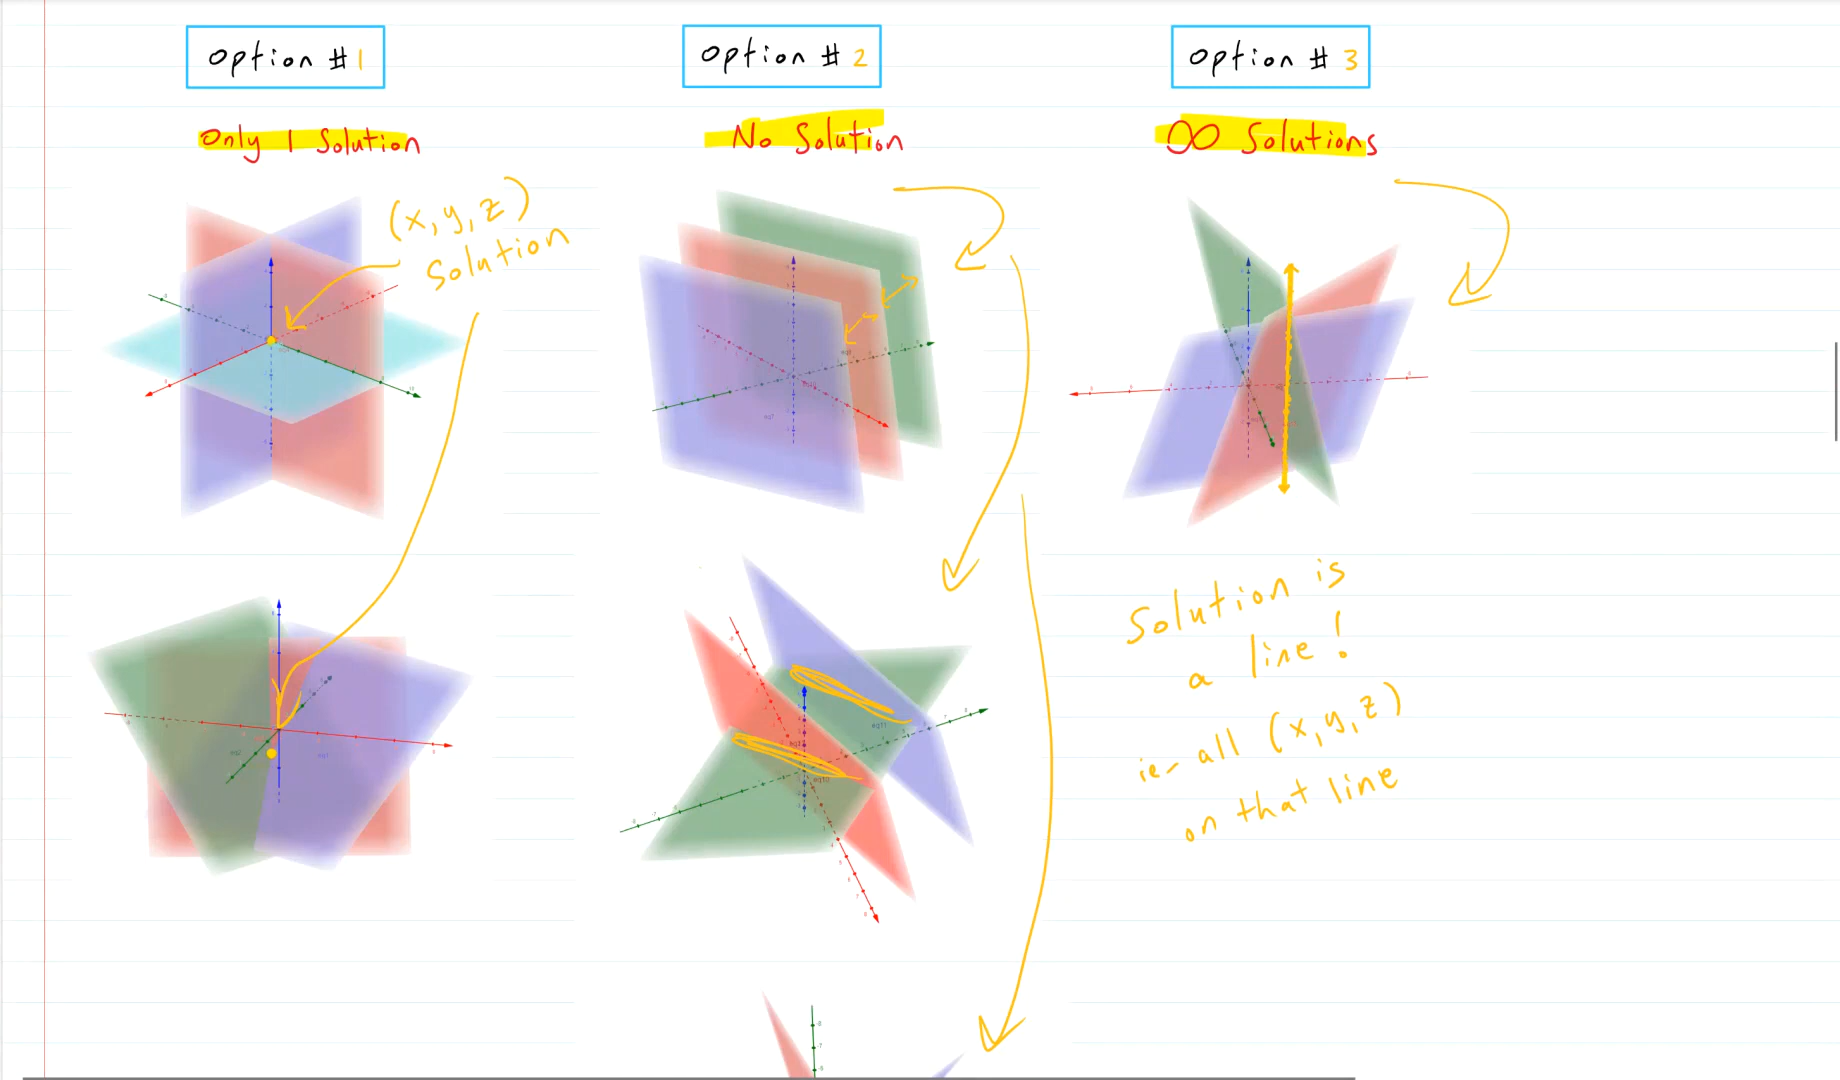 Option # 1
Only 1 Solution
(x, y, z)
Solution
Option # 2
No Solution
Option # 3
∞ Solutions
Solution is
a line!
ie- all (x, y, z)
on that line